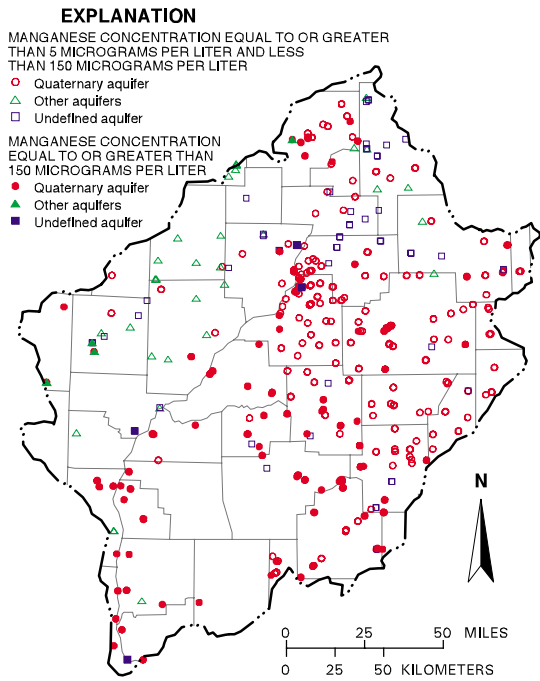 EXPLANATION
MANGANESE CONCENTRATION EQUAL TO OR GREATER
THAN 5 MICROGRAMS PER LITER AND LESS
THAN 150 MICROGRAMS PER LITER
Quaternary aquifer
Other aquifers
Undefined aquifer
MANGANESE CONCENTRATION
EQUAL TO OR GREATER THAN
150 MICROGRAMS PER LITER
Quaternary aquifer
Other aquifers
Undefined aquifer
N
0 25 50 MILES
0 25 50 KILOMETERS